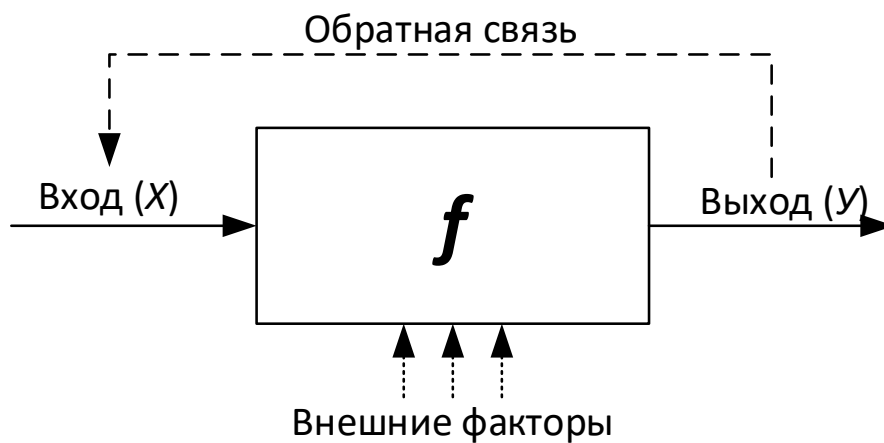 Обратная связь
Вход (X)
f
Выход (У)
Внешние факторы